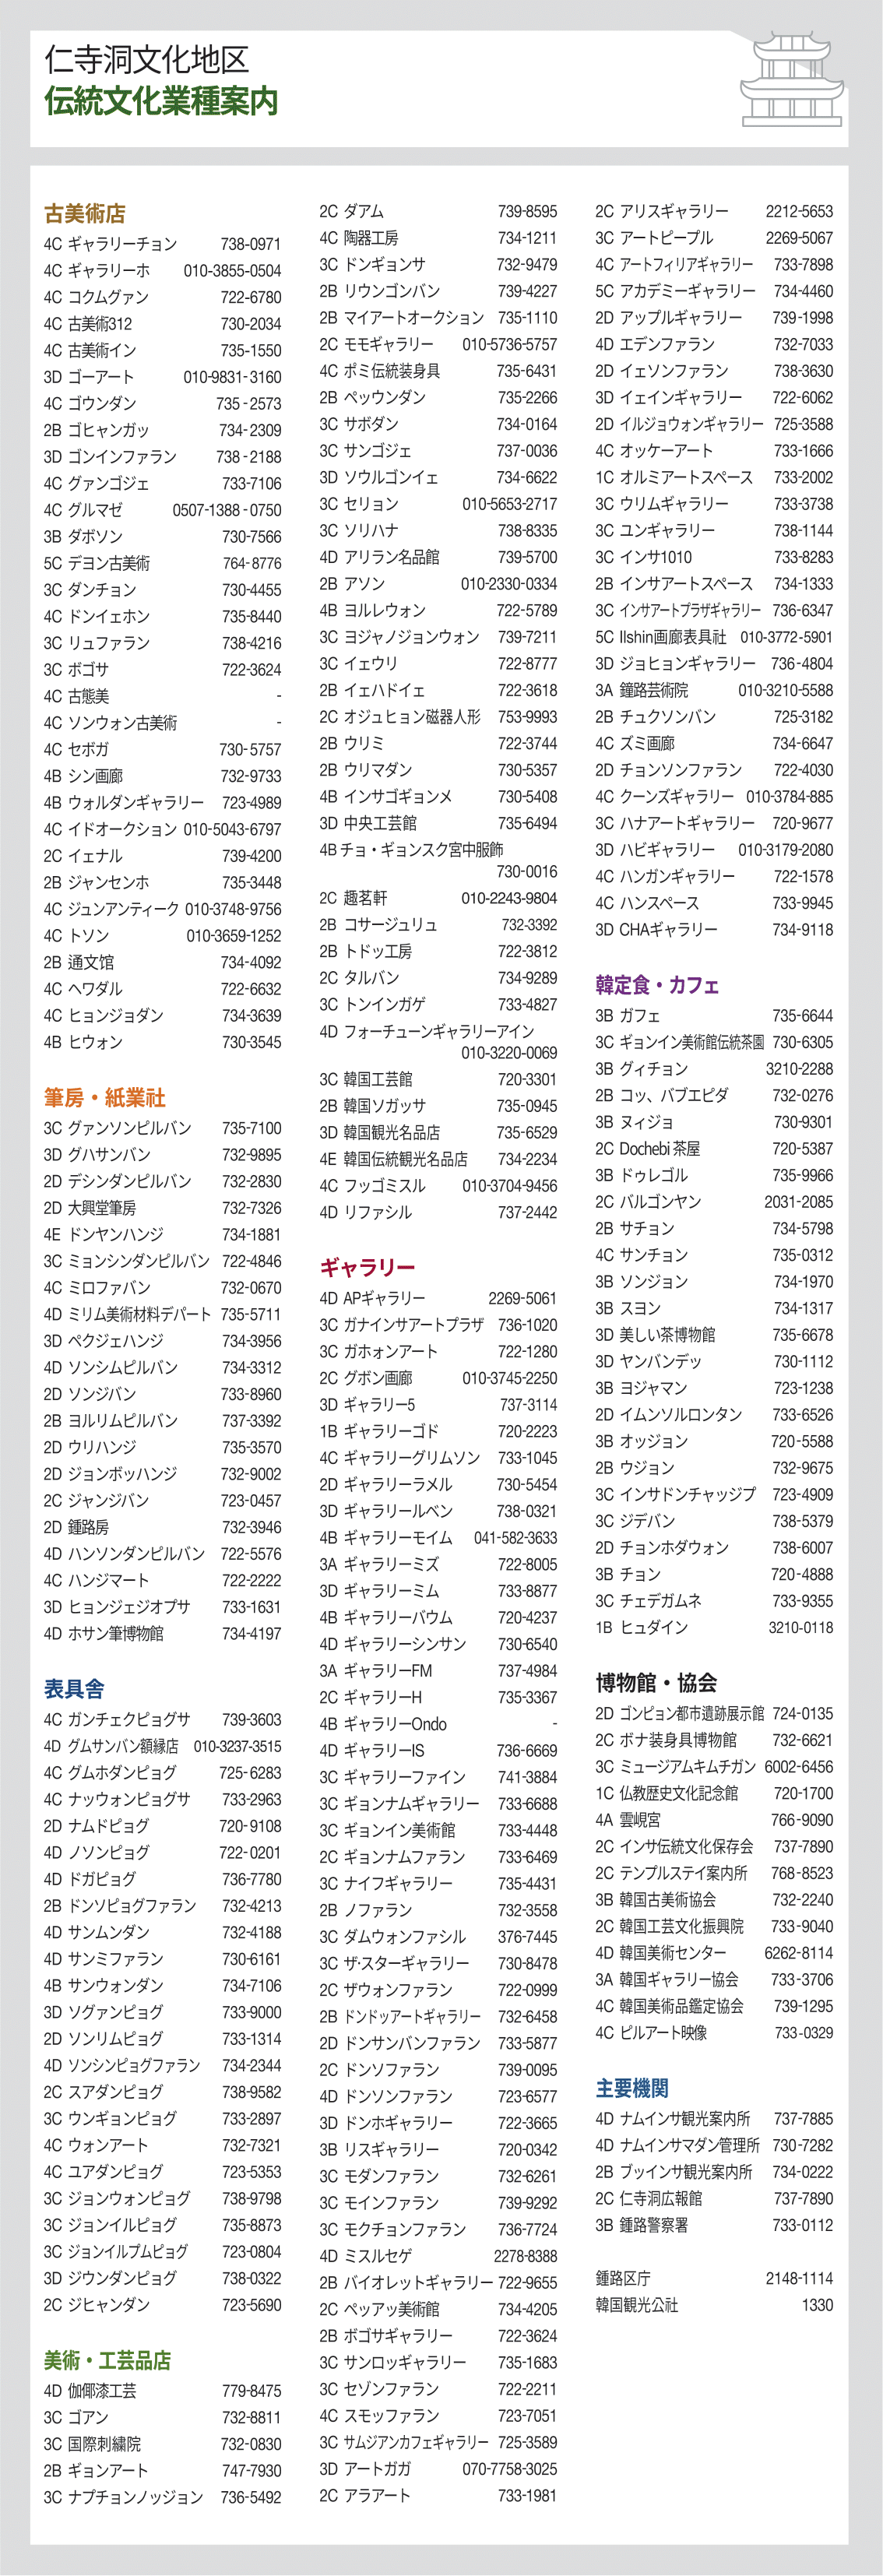 仁寺洞文化地区
伝統文化業種案内
古美術店
4C ギャラリーチョン 738-0971
4C ギャラリーホ 010-3855-0504
4C コクムグァン 722-6780
4C 古美術312 730-2034
4C 古美術イン 735-1550
3D ゴーアート 010-9831-3160
4C ゴウンダン 735-2573
2B ゴヒャンガッ 734-2309
3D ゴンインファラン 738-2188
4C グァンゴジェ 733-7106
4C グルマゼ 0507-1388-0750
3B ダボソン 730-7566
5C デヨン古美術 764-8776
3C ダンチョン 730-4455
4C ドンイェホン 735-8440
3C リュファラン 738-4216
3C ボゴサ 722-3624
4C 古態美 -
4C ソンウォン古美術 -
4C セボガ 730-5757
4B シン画廊 732-9733
4B ウォルダンギャラリー 723-4989
4C イドオークション 010-5043-6797
2C イェナル 739-4200
2B ジャンセンホ 735-3448
4C ジュンアンティーク 010-3748-9756
4C トソン 010-3659-1252
2B 通文馆 734-4092
4C ヘワダル 722-6632
4C ヒョンジョダン 734-3639
4B ヒウォン 730-3545
筆房・紙業社
3C グァンソンピルバン 735-7100
3D グハサンバン 732-9895
2D デシンダンピルバン 732-2830
2D 大興堂筆房 732-7326
4E ドンヤンハンジ 734-1881
3C ミョンシンダンピルバン 722-4846
4C ミロファバン 732-0670
4D ミリム美術材料デパート 735-5711
3D ペクジェハンジ 734-3956
4D ソンシムピルバン 734-3312
2D ソンジバン 733-8960
2B ヨルリムピルバン 737-3392
2D ウリハンジ 735-3570
2D ジョンボッハンジ 732-9002
2C ジャンジバン 723-0457
2D 鍾路房 732-3946
4D ハンソンダンピルバン 722-5576
4C ハンジマート 722-2222
3D ヒョンジェジオプサ 733-1631
4D ホサン筆博物館 734-4197
表具舎
4C ガンチェクピョグサ 739-3603
4D グムサンバン額縁店 010-3237-3515
4C グムホダンピョグ 725-6283
4C ナッウォンピョグサ 733-2963
2D ナムドピョグ 720-9108
4D ノソンピョグ 722-0201
4D ドガピョグ 736-7780
2B ドンソピョグファラン 732-4213
4D サンムンダン 732-4188
4D サンミファラン 730-6161
4B サンウォンダン 734-7106
3D ソグァンピョグ 733-9000
2D ソンリムピョグ 733-1314
4D ソンシンピョグファラン 734-2344
2C スアダンピョグ 738-9582
3C ウンギョンピョグ 733-2897
4C ウォンアート 732-7321
4C ユアダンピョグ 723-5353
3C ジョンウォンピョグ 738-9798
3C ジョンイルピョグ 735-8873
3C ジョンイルプムピョグ 723-0804
3D ジウンダンピョグ 738-0322
2C ジヒャンダン 723-5690
美術・工芸品店
4D 伽倻漆工芸 779-8475
3C ゴアン 732-8811
3C 国際刺繍院 732-0830
2B ギョンアート 747-7930
3C ナプチョンノッジョン 736-5492
2C ダアム 739-8595
4C 陶器工房 734-1211
3C ドンギョンサ 732-9479
2B リウンゴンバン 739-4227
2B マイアートオークション 735-1110
2C モモギャラリー 010-5736-5757
4C ポミ伝統装身具 735-6431
2B ペッウンダン 735-2266
3C サボダン 734-0164
3C サンゴジェ 737-0036
3D ソウルゴンイェ 734-6622
3C セリョン 010-5653-2717
3C ソリハナ 738-8335
4D アリラン名品館 739-5700
2B アソン 010-2330-0334
4B ヨルレウォン 722-5789
3C ヨジャノジョンウォン 739-7211
3C イェウリ 722-8777
2B イェハドイェ 722-3618
2C オジュヒョン磁器人形 753-9993
2B ウリミ 722-3744
2B ウリマダン 730-5357
4B インサゴギョンメ 730-5408
3D 中央工芸館 735-6494
4B チョ・ギョンスク宮中服飾
730-0016
2C 趣茗軒 010-2243-9804
2B コサージュリュ 732-3392
2B トドッ工房 722-3812
2C タルバン 734-9289
3C トンインガゲ 733-4827
4D フォーチューンギャラリーアイン
010-3220-0069
3C 韓国工芸館 720-3301
2B 韓国ソガッサ 735-0945
3D 韓国観光名品店 735-6529
4E 韓国伝統観光名品店 734-2234
4C フッゴミスル 010-3704-9456
4D リファシル 737-2442
ギャラリー
4D APギャラリー 2269-5061
3C ガナインサアートプラザ 736-1020
3C ガホォンアート 722-1280
2C グボン画廊 010-3745-2250
3D ギャラリー5 737-3114
1B ギャラリーゴド 720-2223
4C ギャラリーグリムソン 733-1045
2D ギャラリーラメル 730-5454
3D ギャラリールベン 738-0321
4B ギャラリーモイム 041-582-3633
3A ギャラリーミズ 722-8005
3D ギャラリーミム 733-8877
4B ギャラリーバウム 720-4237
4D ギャラリーシンサン 730-6540
3A ギャラリーFM 737-4984
2C ギャラリーH 735-3367
4B ギャラリーOndo -
4D ギャラリーIS 736-6669
3C ギャラリーファイン 741-3884
3C ギョンナムギャラリー 733-6688
3C ギョンイン美術館 733-4448
2C ギョンナムファラン 733-6469
3C ナイフギャラリー 735-4431
2B ノファラン 732-3558
3C ダムウォンファシル 376-7445
3C ザ·スターギャラリー 730-8478
2C ザウォンファラン 722-0999
2B ドンドッアートギャラリー 732-6458
2D ドンサンバンファラン 733-5877
2C ドンソファラン 739-0095
4D ドンソンファラン 723-6577
3D ドンホギャラリー 722-3665
3B リスギャラリー 720-0342
3C モダンファラン 732-6261
3C モインファラン 739-9292
3C モクチョンファラン 736-7724
4D ミスルセゲ 2278-8388
2B バイオレットギャラリー 722-9655
2C ペッアッ美術館 734-4205
2B ボゴサギャラリー 722-3624
3C サンロッギャラリー 735-1683
3C セゾンファラン 722-2211
4C スモッファラン 723-7051
3C サムジアンカフェギャラリー 725-3589
3D アートガガ 070-7758-3025
2C アラアート 733-1981
2C アリスギャラリー 2212-5653
3C アートピープル 2269-5067
4C アートフィリアギャラリー 733-7898
5C アカデミーギャラリー 734-4460
2D アップルギャラリー 739-1998
4D エデンファラン 732-7033
2D イェソンファラン 738-3630
3D イェインギャラリー 722-6062
2D イルジョウォンギャラリー 725-3588
4C オッケーアート 733-1666
1C オルミアートスペース 733-2002
3C ウリムギャラリー 733-3738
3C ユンギャラリー 738-1144
3C インサ1010 733-8283
2B インサアートスペース 734-1333
3C インサアートプラザギャラリー 736-6347
5C Ilshin画廊表具社 010-3772-5901
3D ジョヒョンギャラリー 736-4804
3A 鐘路芸術院 010-3210-5588
2B チュクソンバン 725-3182
4C ズミ画廊 734-6647
2D チョンソンファラン 722-4030
4C クーンズギャラリー 010-3784-885
3C ハナアートギャラリー 720-9677
3D ハビギャラリー 010-3179-2080
4C ハンガンギャラリー 722-1578
4C ハンスペース 733-9945
3D CHAギャラリー 734-9118
韓定食・カフェ
3B ガフェ 735-6644
3C ギョンイン美術館伝統茶園 730-6305
3B グィチョン 3210-2288
2B コッ、バブエピダ 732-0276
3B ヌィジョ 730-9301
2C Dochebi 茶屋 720-5387
3B ドゥレゴル 735-9966
2C バルゴンヤン 2031-2085
2B サチョン 734-5798
4C サンチョン 735-0312
3B ソンジョン 734-1970
3B スヨン 734-1317
3D 美しい茶博物館 735-6678
3D ヤンバンデッ 730-1112
3B ヨジャマン 723-1238
2D イムンソルロンタン 733-6526
3B オッジョン 720-5588
2B ウジョン 732-9675
3C インサドンチャッジプ 723-4909
3C ジデバン 738-5379
2D チョンホダウォン 738-6007
3B チョン 720-4888
3C チェデガムネ 733-9355
1B ヒュダイン 3210-0118
博物館・協会
2D ゴンピョン都市遺跡展示館 724-0135
2C ボナ装身具博物館 732-6621
3C ミュージアムキムチガン 6002-6456
1C 仏教歴史文化記念館 720-1700
4A 雲峴宮 766-9090
2C インサ伝統文化保存会 737-7890
2C テンプルステイ案内所 768-8523
3B 韓国古美術協会 732-2240
2C 韓国工芸文化振興院 733-9040
4D 韓国美術センター 6262-8114
3A 韓国ギャラリー協会 733-3706
4C 韓国美術品鑑定協会 739-1295
4C ピルアート映像 733-0329
主要機関
4D ナムインサ観光案内所 737-7885
4D ナムインサマダン管理所 730-7282
2B ブッインサ観光案内所 734-0222
2C 仁寺洞広報館 737-7890
3B 鍾路警察署 733-0112
鍾路区庁 2148-1114
韓国観光公社 1330